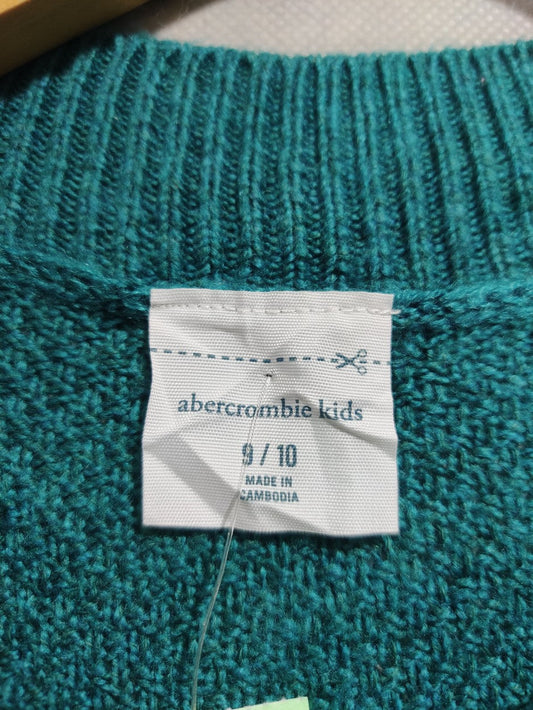 abercrombie kids
9 / 10
MADE IN
CAMBODIA